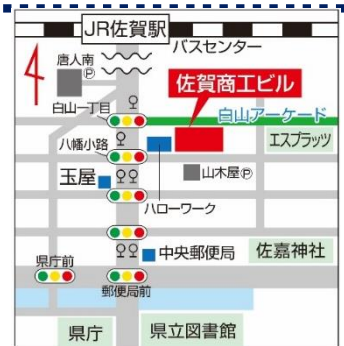 JR佐賀駅
バスセンター
唐人南
Ⓟ
佐賀商工ビル
白山一丁目
白山アーケード
八幡小路
エスプラッツ
玉屋
山木屋Ⓟ
ハローワーク
中央郵便局
佐嘉神社
県庁前
郵便局前
県庁
県立図書館